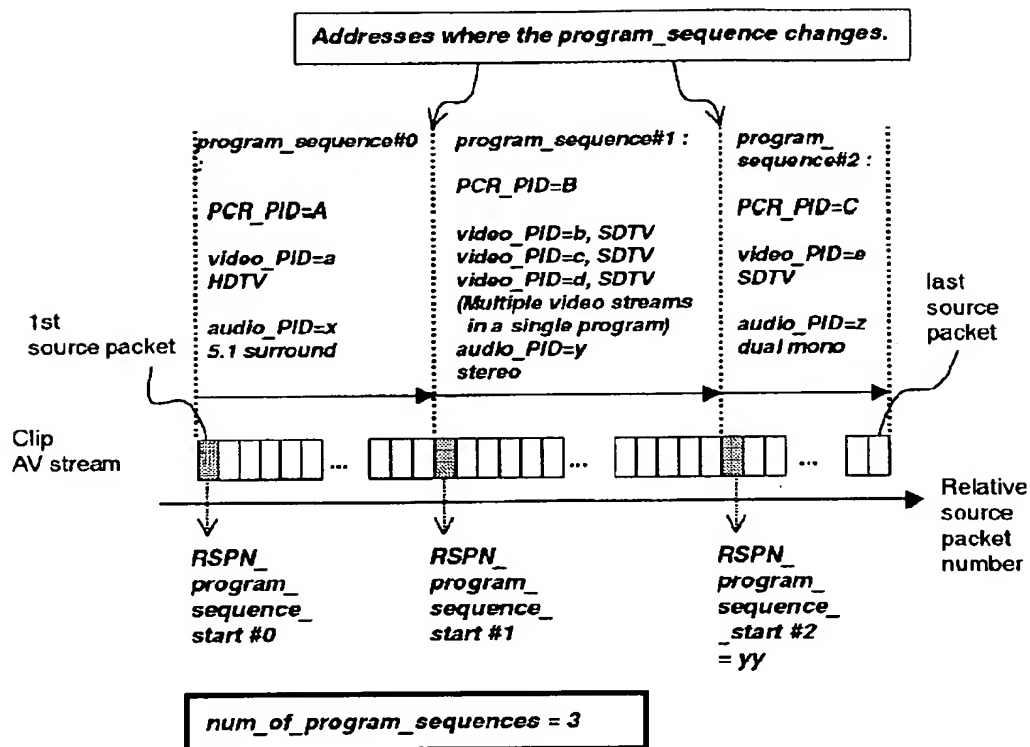 Addresses where the program_sequence changes.
program_sequence#0
:
PCR_PID=A
video_PID=a
HDTV
audio_PID=x
5.1 surround
program_sequence#1 :
PCR_PID=B
video_PID=b, SDTV
video_PID=c, SDTV
video_PID=d, SDTV
(Multiple video streams
in a single program)
audio_PID=y
stereo
program_
sequence#2 :
PCR_PID=C
video_PID=e
SDTV
audio_PID=z
dual mono
1st
source packet
last
source
packet
Clip
AV stream
...
...
...
Relative
source
packet
number
RSPN_
program_
sequence_
start #0
RSPN_
program_
sequence_
start #1
RSPN_
program_
sequence_
_start #2
= yy
num_of_program_sequences = 3